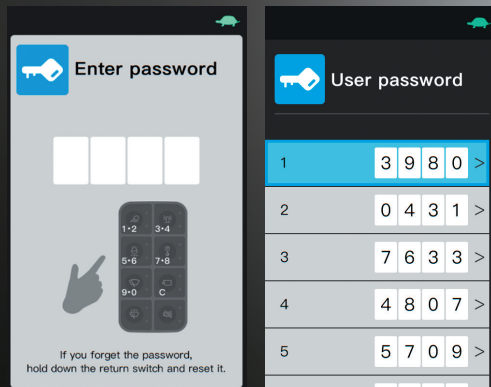 Enter password
1•2 3•4
5•6 7•8
9•0 C
If you forget the password,
hold down the return switch and reset it.
User password
1 3 9 8 0 >
2 0 4 3 1 >
3 7 6 3 3 >
4 4 8 0 7 >
5 5 7 0 9 >